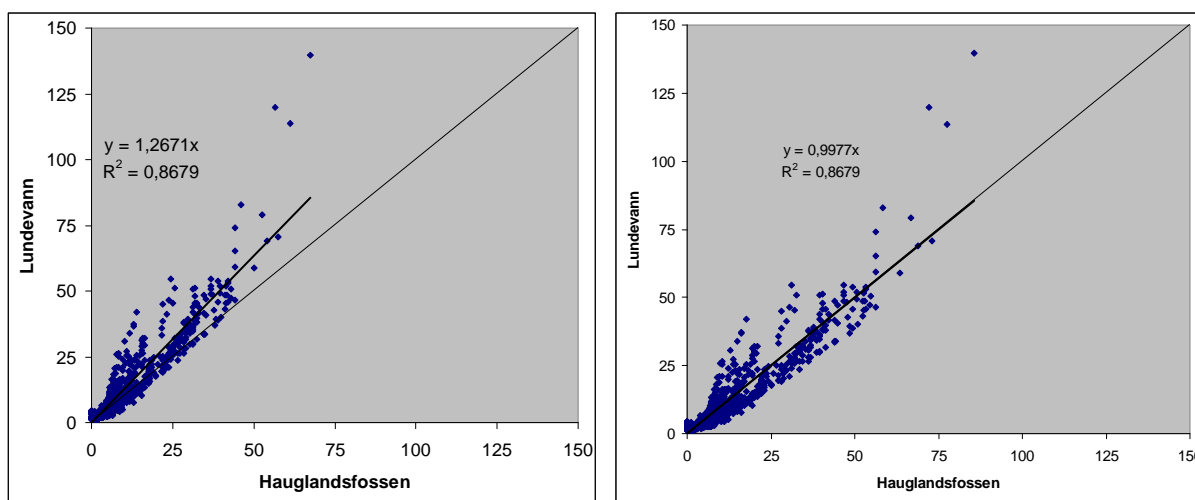 150
125
100
75
50
25
0
Lundevann
y = 1,2671x
R² = 0,8679
0 25 50 75 100 125 150
Hauglandsfossen
150
125
100
75
50
25
0
Lundevann
y = 0,9977x
R² = 0,8679
0 25 50 75 100 125 150
Hauglandsfossen